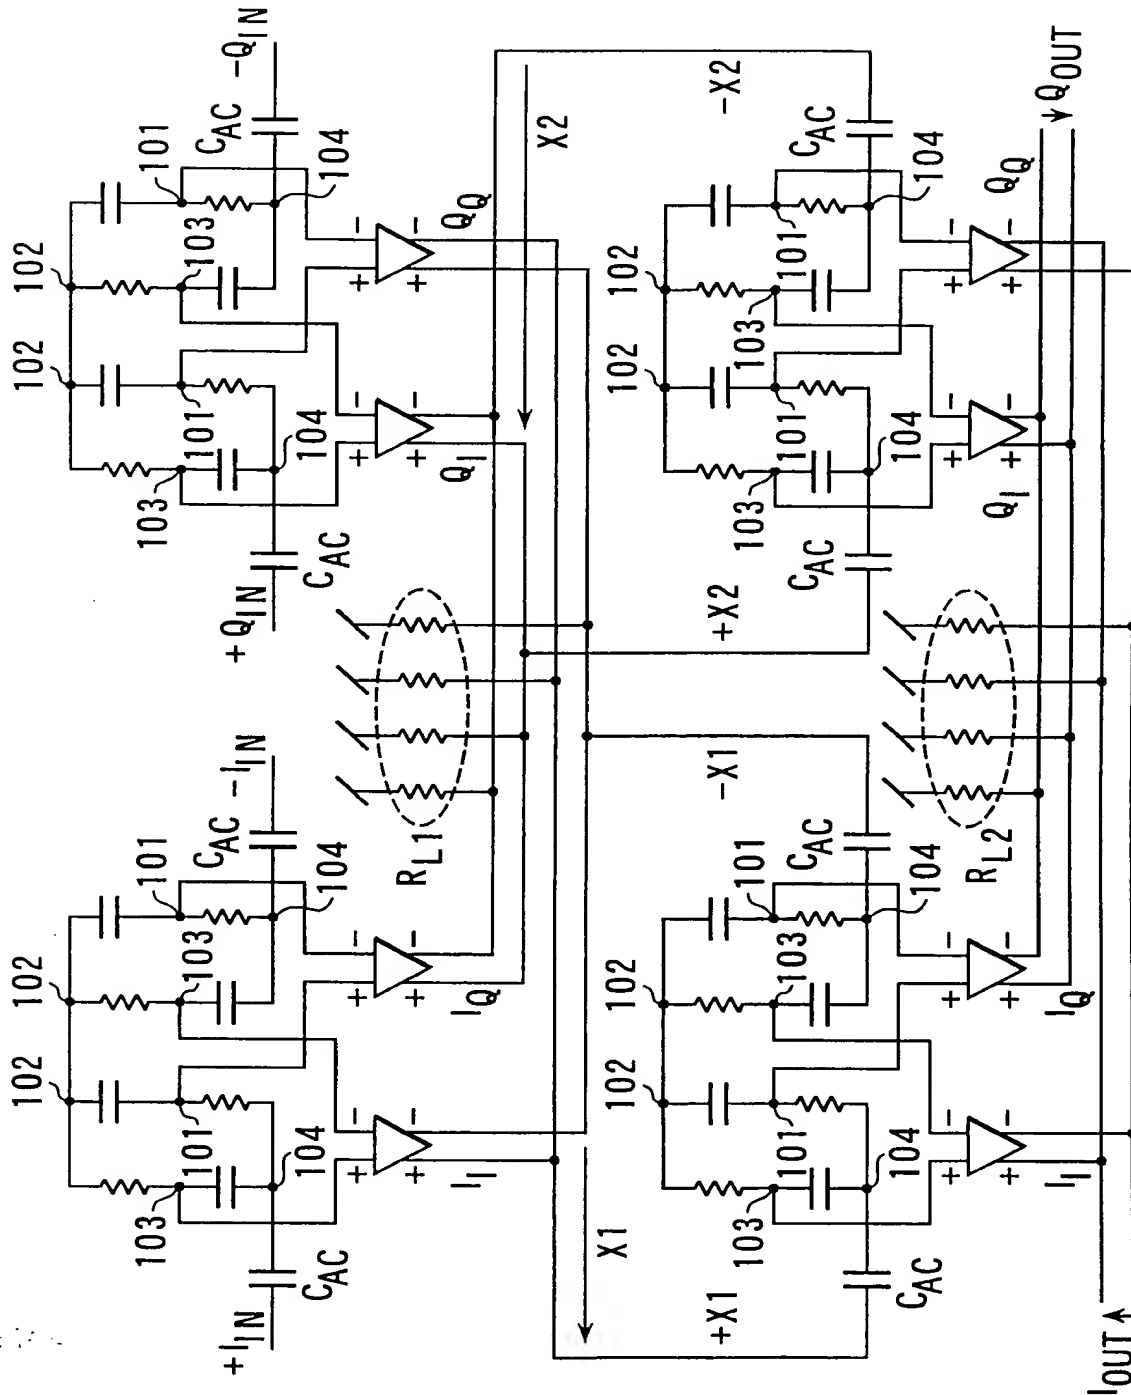 102 102 102 102
103 101 103 101
101 103 101 103
C_AC C_AC
+I_IN -I_IN +Q_IN -Q_IN
104 104 104 104
C_AC C_AC
+ - + - + - + -
R_L1
+ - + - + - + -
I_I I_Q Q_I Q_Q
X2
X1
102 102 102 102
+X1 -X1 +X2 -X2
103 101 103 101
101 103 101 103
C_AC C_AC C_AC C_AC
104 104 104 104
+ - + - + - + -
R_L2
+ - + - + - + -
I_I I_Q Q_I Q_Q
Q_OUT
I_OUT